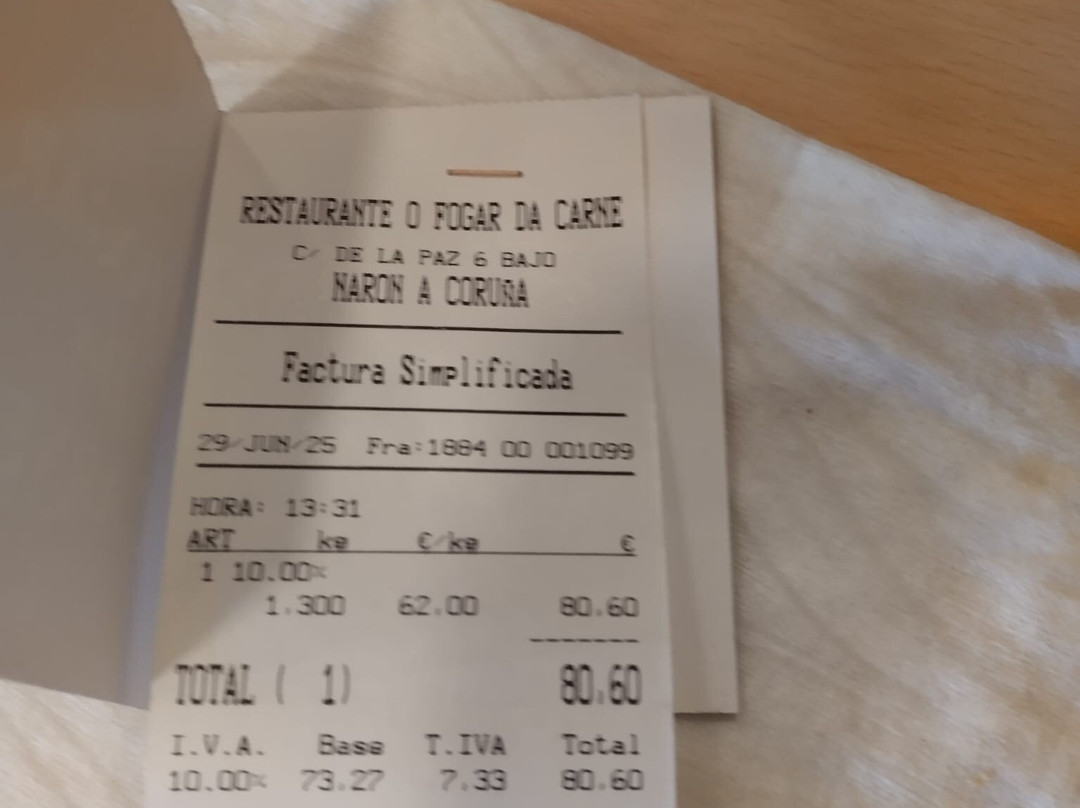 RESTAURANTE O FOGAR DA CARNE
C/ DE LA PAZ 6 BAJO
NARON A CORUÑA
Factura Simplificada
29/JUN/25 Fra:1884 00 001099
HORA: 13:31
ART kg €/kg €
1 10.00%
1.300 62.00 80.60
TOTAL ( 1) 80.60
I.V.A. Base T.IVA Total
10.00% 73.27 7.33 80.60